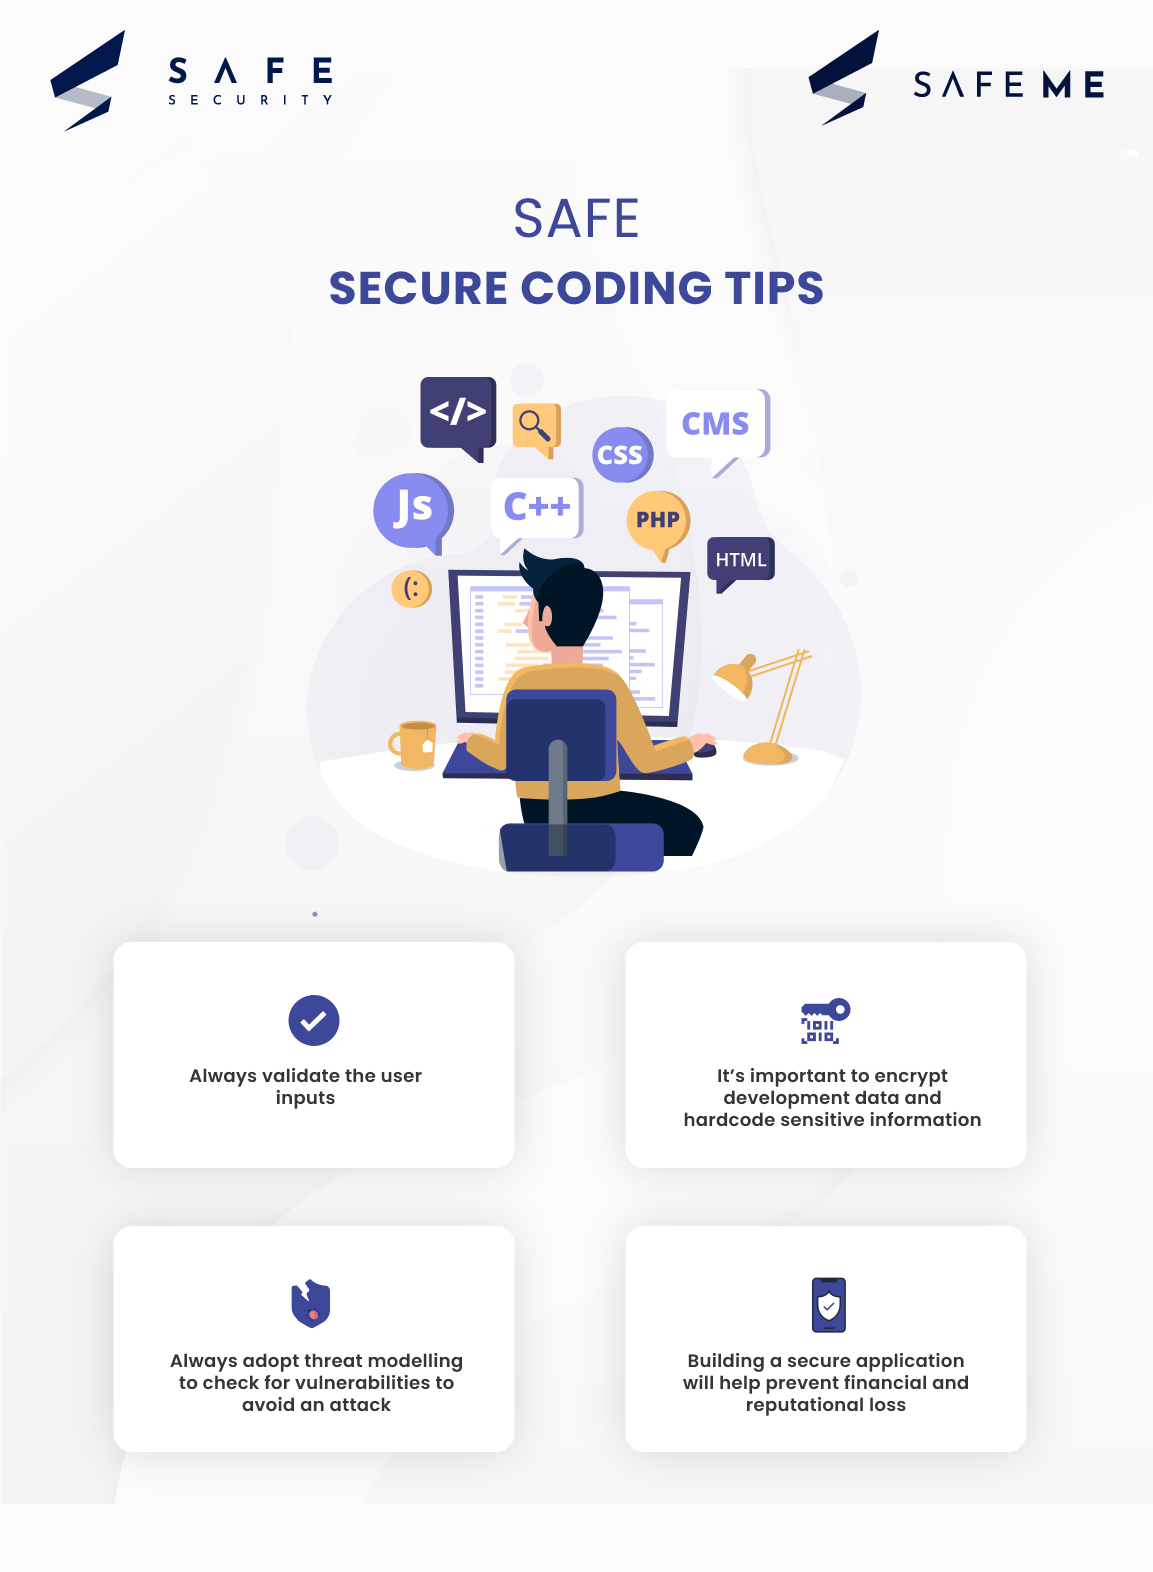 SAFE
SECURITY
SAFE ME
SAFE
SECURE CODING TIPS
</>
CMS
CSS
Js
C++
PHP
HTML
(:
Always validate the user
inputs
It’s important to encrypt
development data and
hardcode sensitive information
Always adopt threat modelling
to check for vulnerabilities to
avoid an attack
Building a secure application
will help prevent financial and
reputational loss